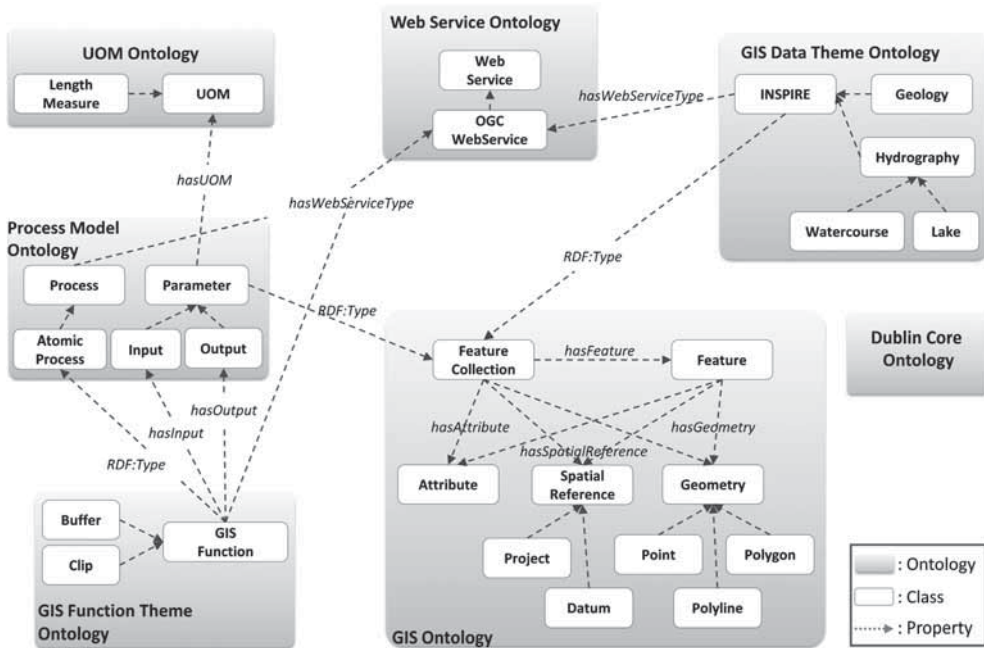 UOM Ontology
Length
Measure
UOM
Web Service Ontology
Web
Service
OGC
WebService
GIS Data Theme Ontology
INSPIRE
Geology
Hydrography
Watercourse
Lake
hasWebServiceType
hasUOM
hasWebServiceType
Process Model
Ontology
Process
Parameter
Atomic
Process
Input
Output
RDF:Type
RDF:Type
Feature
Collection
hasFeature
Feature
Dublin Core
Ontology
hasOutput
hasInput
RDF:Type
hasAttribute
hasGeometry
hasSpatialReference
Attribute
Spatial
Reference
Geometry
Buffer
Clip
GIS
Function
GIS Function Theme
Ontology
Project
Point
Polygon
Datum
Polyline
GIS Ontology
: Ontology
: Class
: Property